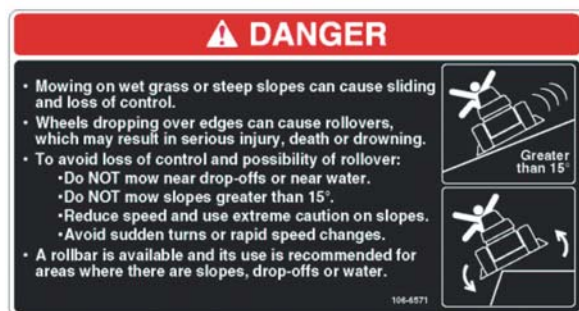 DANGER
• Mowing on wet grass or steep slopes can cause sliding
and loss of control.
• Wheels dropping over edges can cause rollovers,
which may result in serious injury, death or drowning.
• To avoid loss of control and possibility of rollover:
•Do NOT mow near drop-offs or near water.
•Do NOT mow slopes greater than 15°.
•Reduce speed and use extreme caution on slopes.
•Avoid sudden turns or rapid speed changes.
• A rollbar is available and its use is recommended for
areas where there are slopes, drop-offs or water.
Greater
than 15°
106-6571